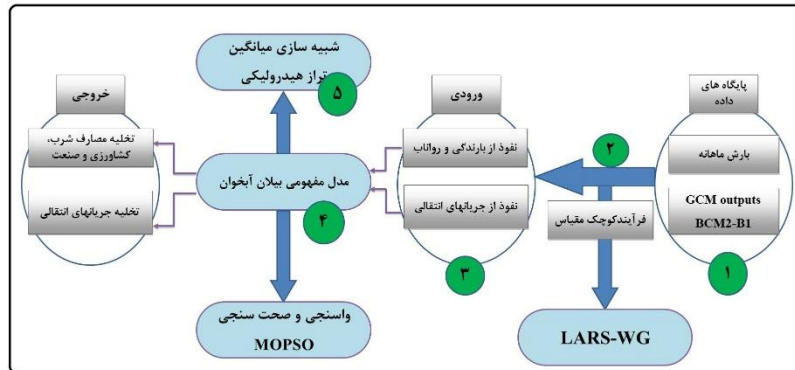 پایگاه های
داده
بارش ماهانه
GCM outputs
BCM2-B1
۱
۲
فرآیندکوچک مقیاس
LARS-WG
ورودی
نفوذ از بارندگی و رواناب
نفوذ از جریانهای انتقالی
۳
شبیه سازی میانگین
تراز هیدرولیکی
۵
مدل مفهومی بیلان آبخوان
۴
واسنجی و صحت سنجی
MOPSO
خروجی
تخلیه مصارف شرب،
کشاورزی و صنعت
تخلیه جریانهای انتقالی